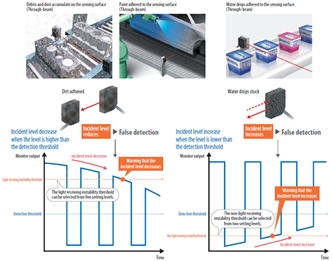 Debris and dust accumulate on the sensing surface
(Through-beam)
Paint adhered to the sensing surface
(Through-beam)
Water drops adhered to the sensing surface
(Through-beam)
Dirt adhered
Incident level
reduces
False detection
Incident level decrease
when the level is higher than
the detection threshold
Monitor output
Incident level decrease
Warning that the
incident level decreases
Light receiving instability threshold
The light receiving instability threshold
can be selected from five setting levels.
Detection threshold
Time
Water drops stuck
Incident level
increases
False detection
Incident level increase
when the level is lower than
the detection threshold
Monitor output
Warning that the
incident level increases
The non-light receiving
instability threshold
can be selected from
two setting levels.
Detection threshold
Non-light receiving instability threshold
Incident level increase
Time